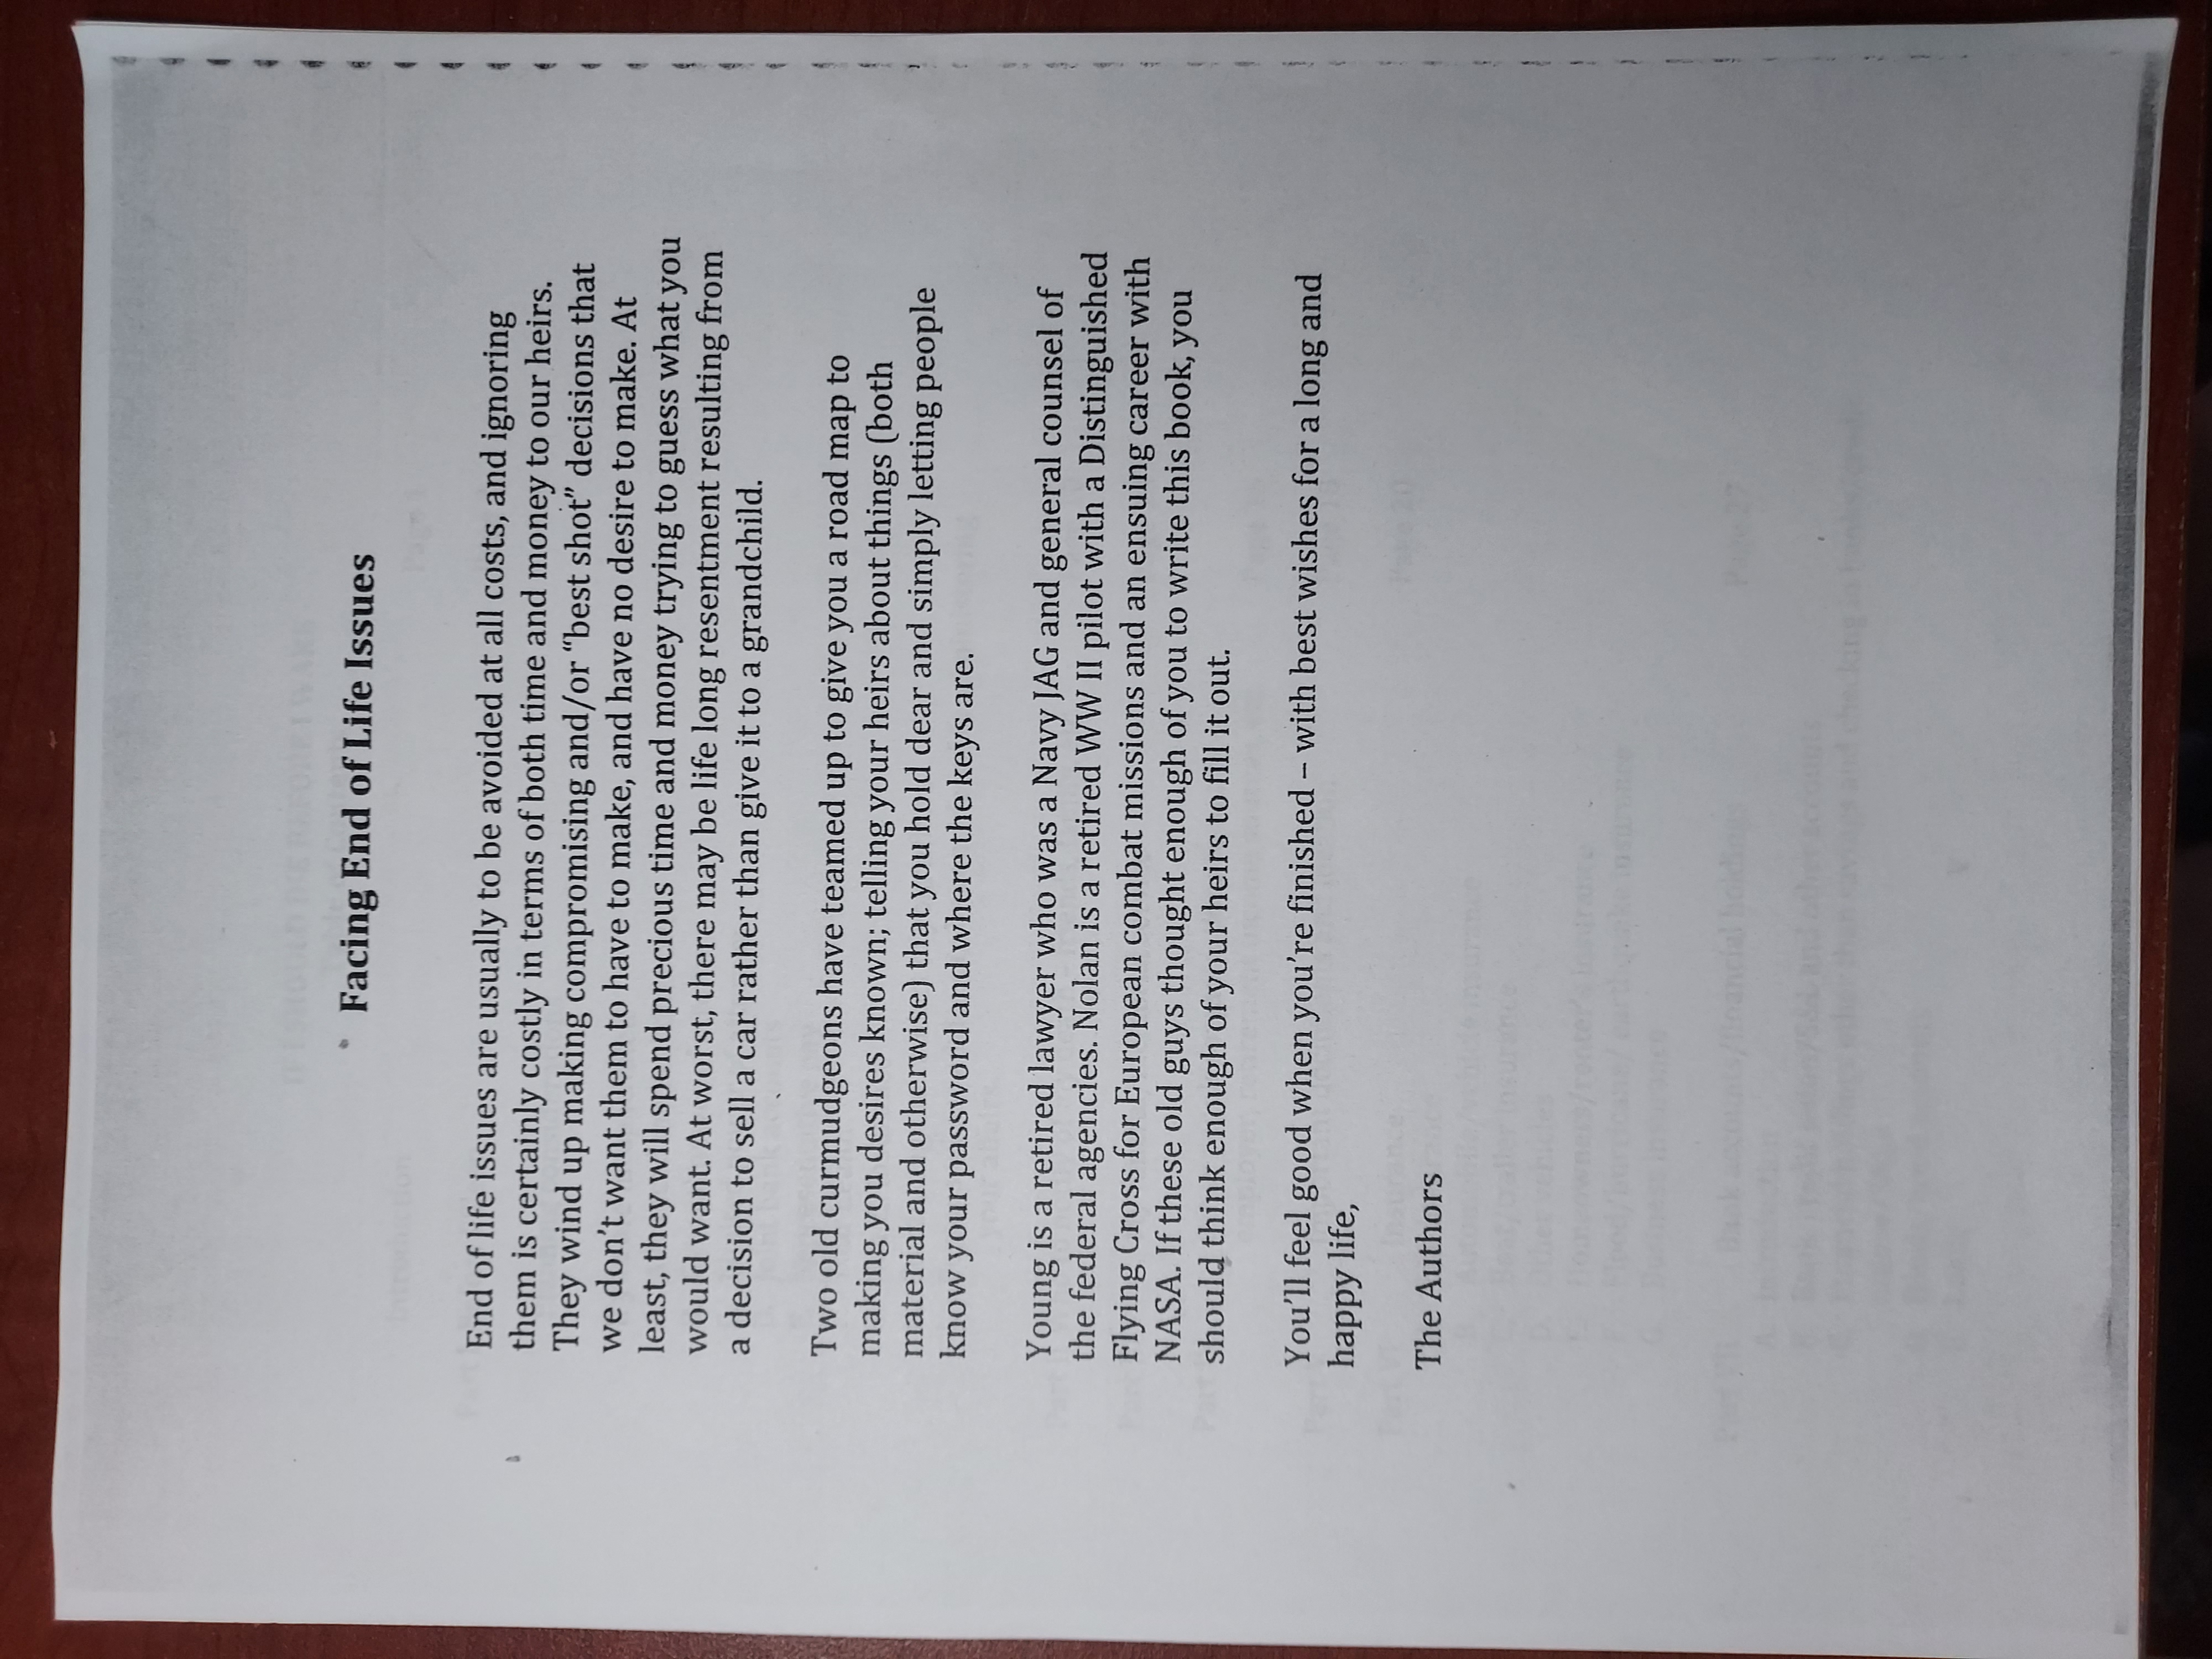 Facing End of Life Issues
End of life issues are usually to be avoided at all costs, and ignoring
them is certainly costly in terms of both time and money to our heirs.
They wind up making compromising and/or “best shot” decisions that
we don’t want them to have to make, and have no desire to make. At
least, they will spend precious time and money trying to guess what you
would want. At worst, there may be life long resentment resulting from
a decision to sell a car rather than give it to a grandchild.
Two old curmudgeons have teamed up to give you a road map to
making you desires known; telling your heirs about things (both
material and otherwise) that you hold dear and simply letting people
know your password and where the keys are.
Young is a retired lawyer who was a Navy JAG and general counsel of
the federal agencies. Nolan is a retired WW II pilot with a Distinguished
Flying Cross for European combat missions and an ensuing career with
NASA. If these old guys thought enough of you to write this book, you
should think enough of your heirs to fill it out.
You’ll feel good when you’re finished – with best wishes for a long and
happy life,
The Authors